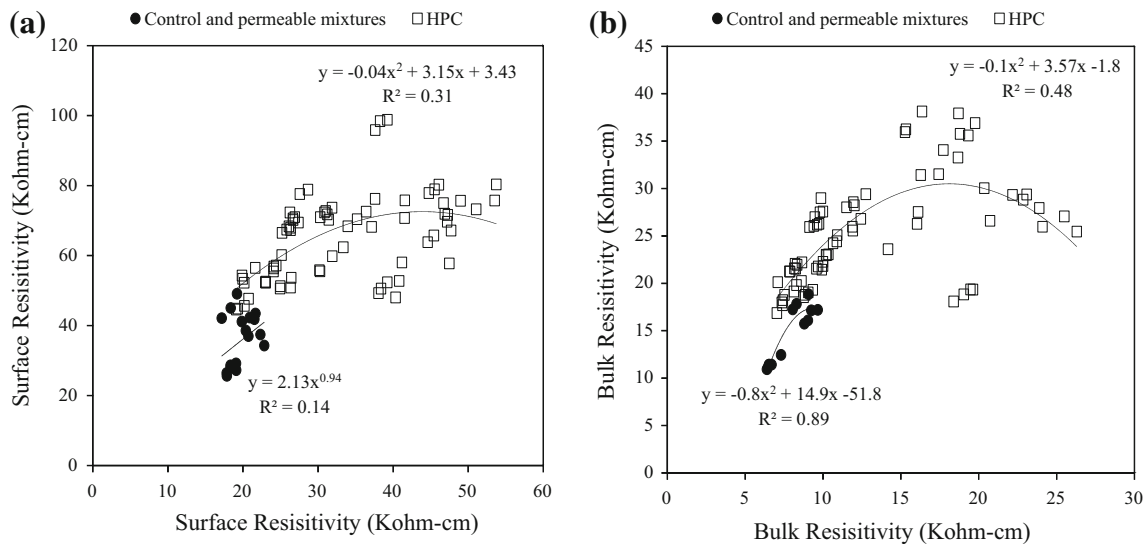 (a)
● Control and permeable mixtures □ HPC
120
100
80
60
40
20
0
Surface Resisitivity (Kohm-cm)
y = -0.04x² + 3.15x + 3.43
R² = 0.31
y = 2.13x^0.94
R² = 0.14
0 10 20 30 40 50 60
Surface Resisitivity (Kohm-cm)
(b)
● Control and permeable mixtures □ HPC
45
40
35
30
25
20
15
10
5
0
Bulk Resisitivity (Kohm-cm)
y = -0.1x² + 3.57x -1.8
R² = 0.48
y = -0.8x² + 14.9x -51.8
R² = 0.89
0 5 10 15 20 25 30
Bulk Resisitivity (Kohm-cm)